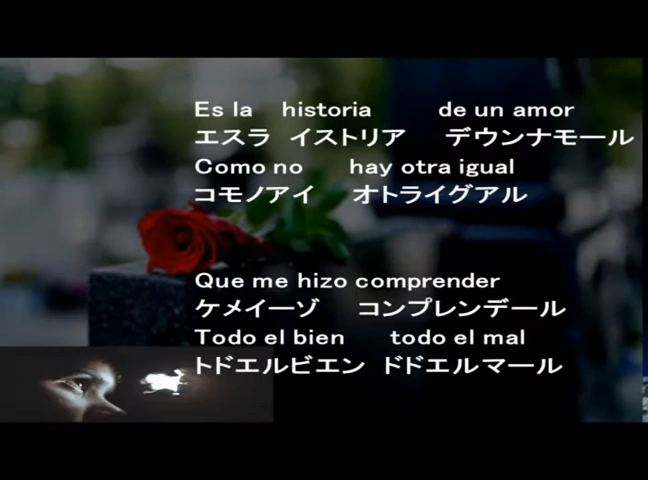 Es la historia de un amor
エスラ イストリア デウンナモール
Como no hay otra igual
コモノアイ オトライグアル
Que me hizo comprender
ケメイーゾ コンプレンデール
Todo el bien todo el mal
トドエルビエン ドドエルマール